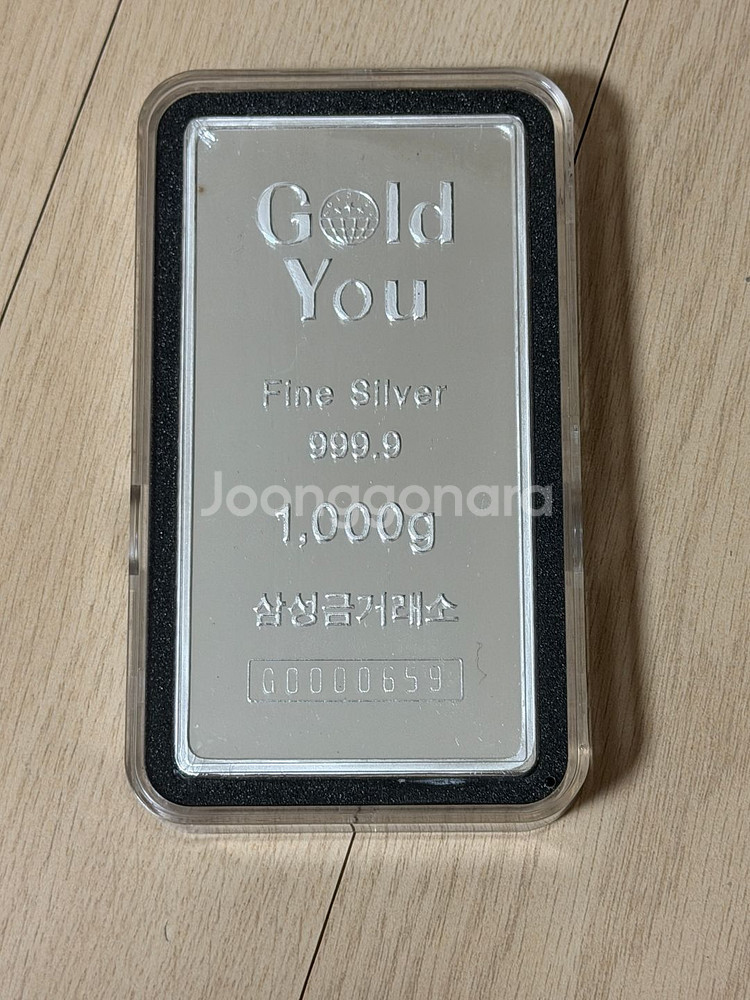 Gold
You
Fine Silver
999.9
Joonggonara
1,000g
삼성금거래소
G0000659